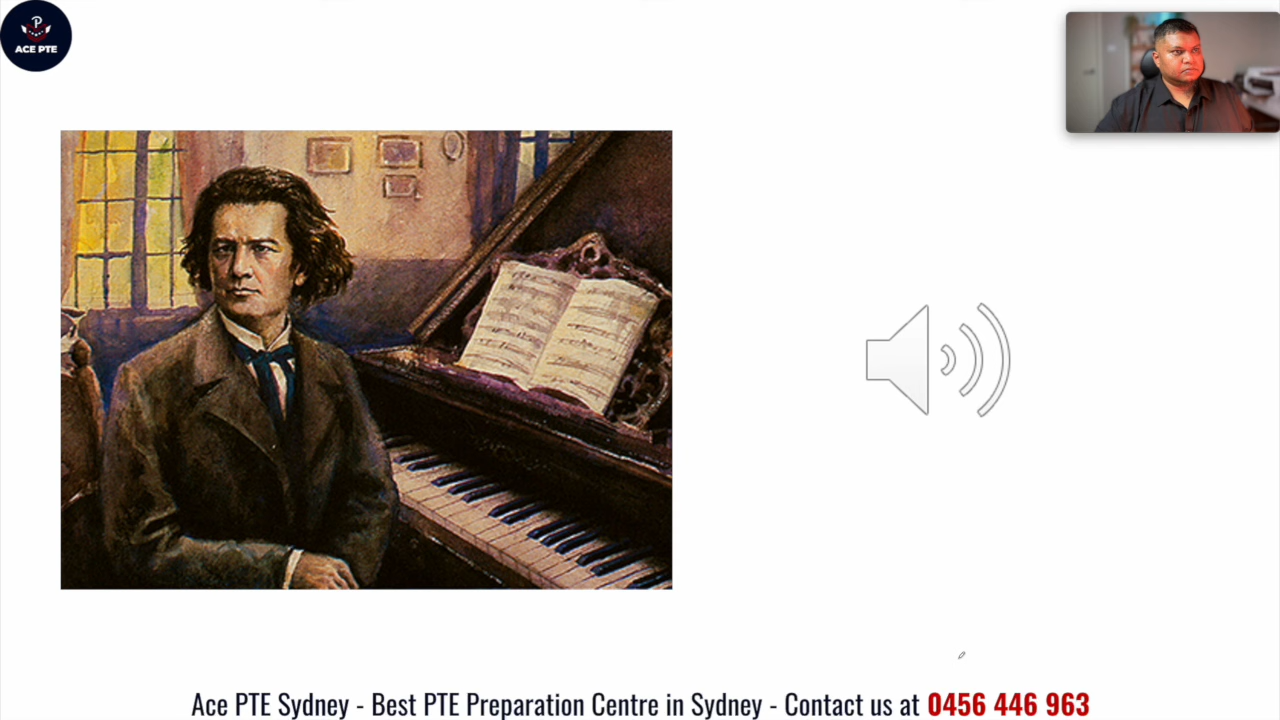 P
ACE PTE
Ace PTE Sydney - Best PTE Preparation Centre in Sydney - Contact us at 0456 446 963